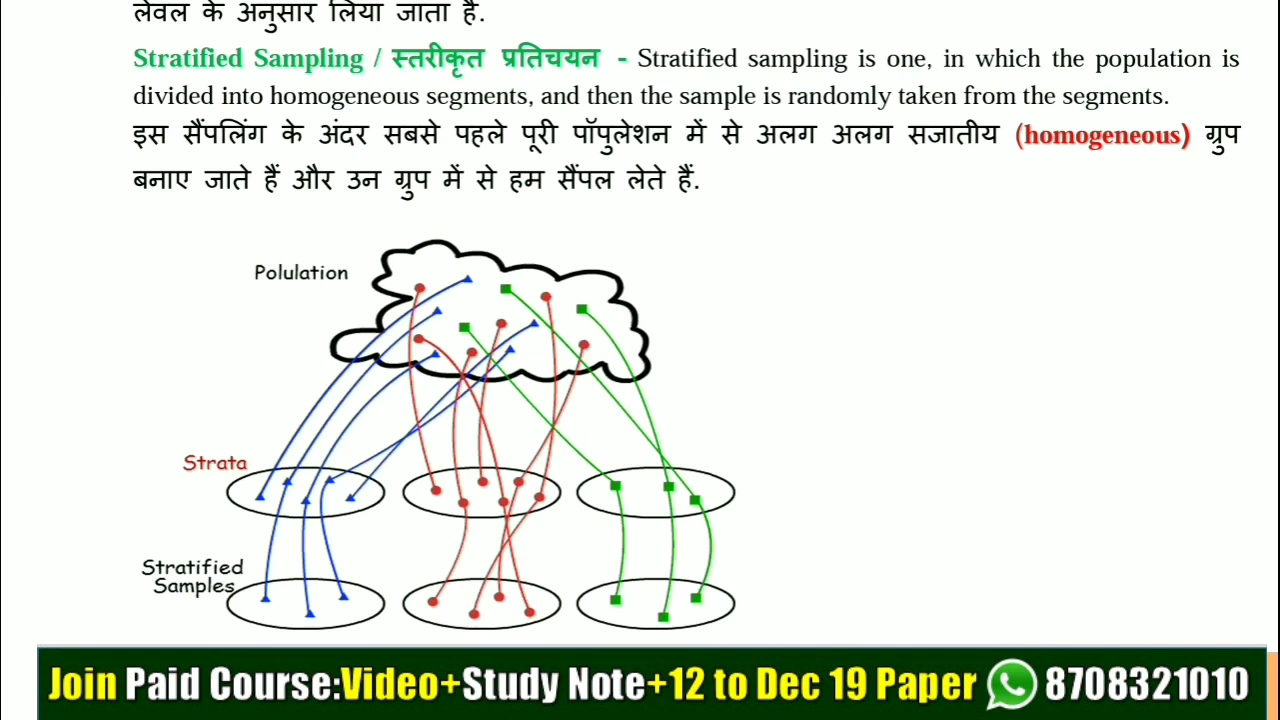 लेवल के अनुसार लिया जाता है.
Stratified Sampling / स्तरीकृत प्रतिचयन - Stratified sampling is one, in which the population is
divided into homogeneous segments, and then the sample is randomly taken from the segments.
इस सैंपलिंग के अंदर सबसे पहले पूरी पॉपुलेशन में से अलग अलग सजातीय (homogeneous) ग्रुप
बनाए जाते हैं और उन ग्रुप में से हम सैंपल लेते हैं.
Polulation
Strata
Stratified
Samples
Join Paid Course:Video+Study Note+12 to Dec 19 Paper 8708321010